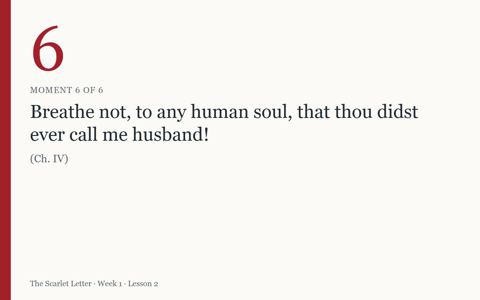 6
MOMENT 6 OF 6
Breathe not, to any human soul, that thou didst
ever call me husband!
(Ch. IV)
The Scarlet Letter · Week 1 · Lesson 2